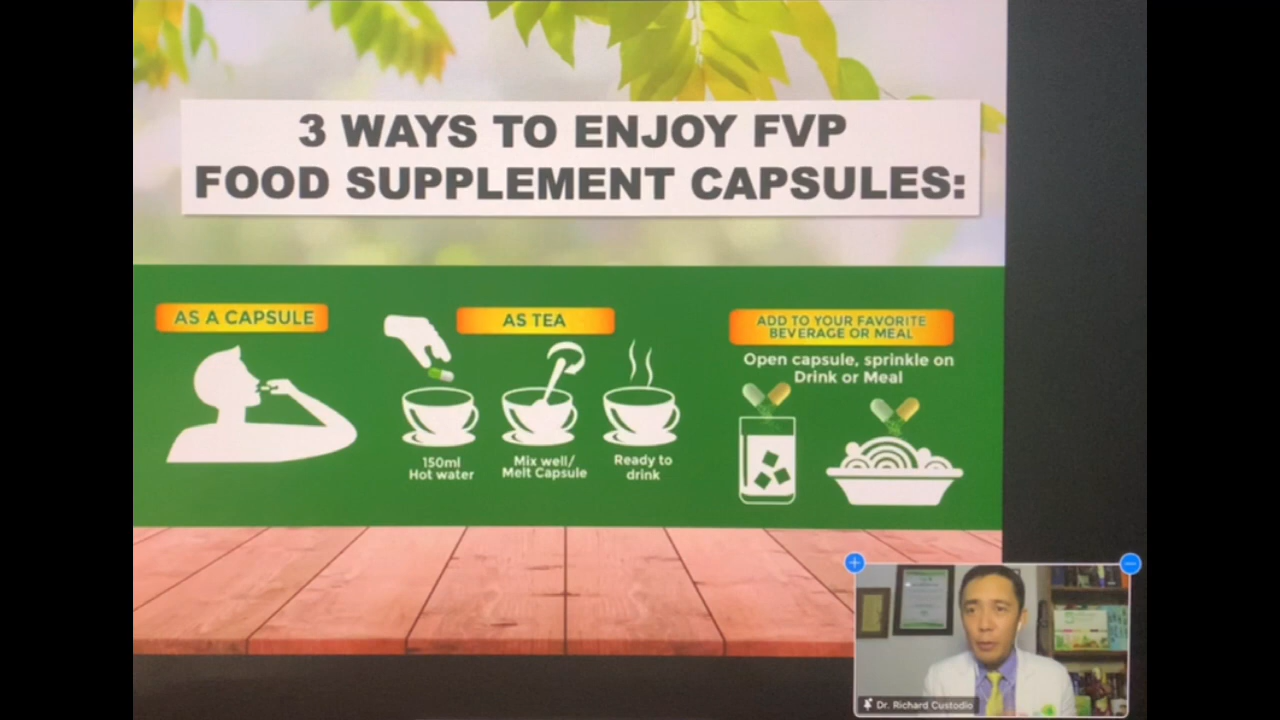 3 WAYS TO ENJOY FVP
FOOD SUPPLEMENT CAPSULES:
AS A CAPSULE
AS TEA
150ml
Hot water
Mix well/
Melt Capsule
Ready to
drink
ADD TO YOUR FAVORITE
BEVERAGE OR MEAL
Open capsule, sprinkle on
Drink or Meal
Dr. Richard Custodio